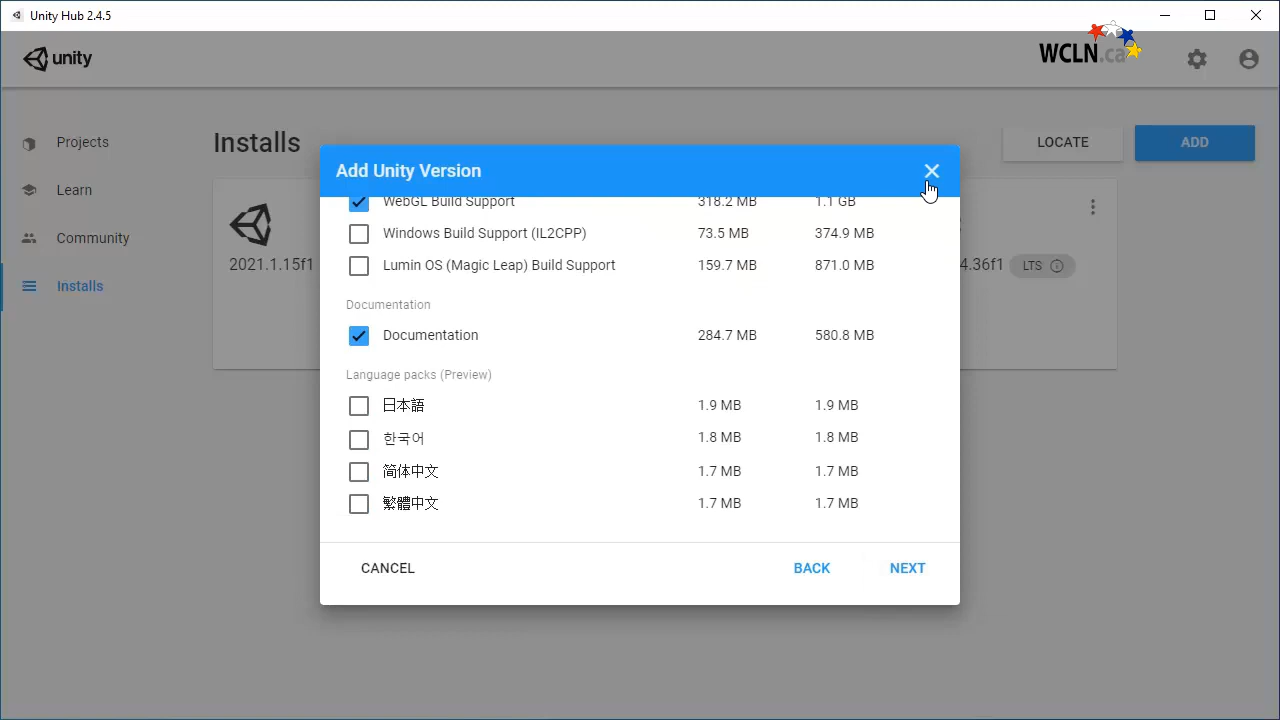 Unity Hub 2.4.5
unity
WCLN.ca
Projects
Learn
Community
Installs
Installs
LOCATE
ADD
2021.1.15f1
4.36f1
LTS
Add Unity Version
WebGL Build Support 318.2 MB 1.1 GB
Windows Build Support (IL2CPP) 73.5 MB 374.9 MB
Lumin OS (Magic Leap) Build Support 159.7 MB 871.0 MB
Documentation
Documentation 284.7 MB 580.8 MB
Language packs (Preview)
日本語 1.9 MB 1.9 MB
한국어 1.8 MB 1.8 MB
简体中文 1.7 MB 1.7 MB
繁體中文 1.7 MB 1.7 MB
CANCEL
BACK
NEXT